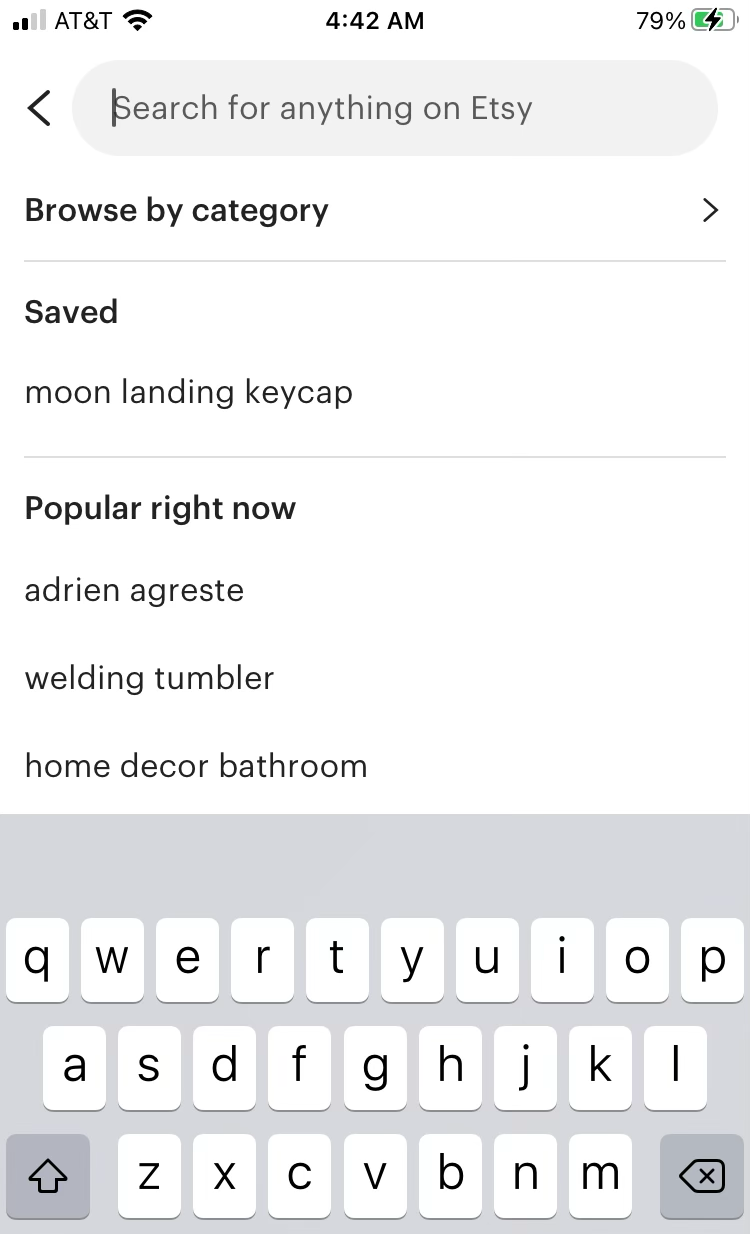 AT&T 4:42 AM 79%
Search for anything on Etsy
Browse by category
Saved
moon landing keycap
Popular right now
adrien agreste
welding tumbler
home decor bathroom
q w e r t y u i o p
a s d f g h j k l
z x c v b n m